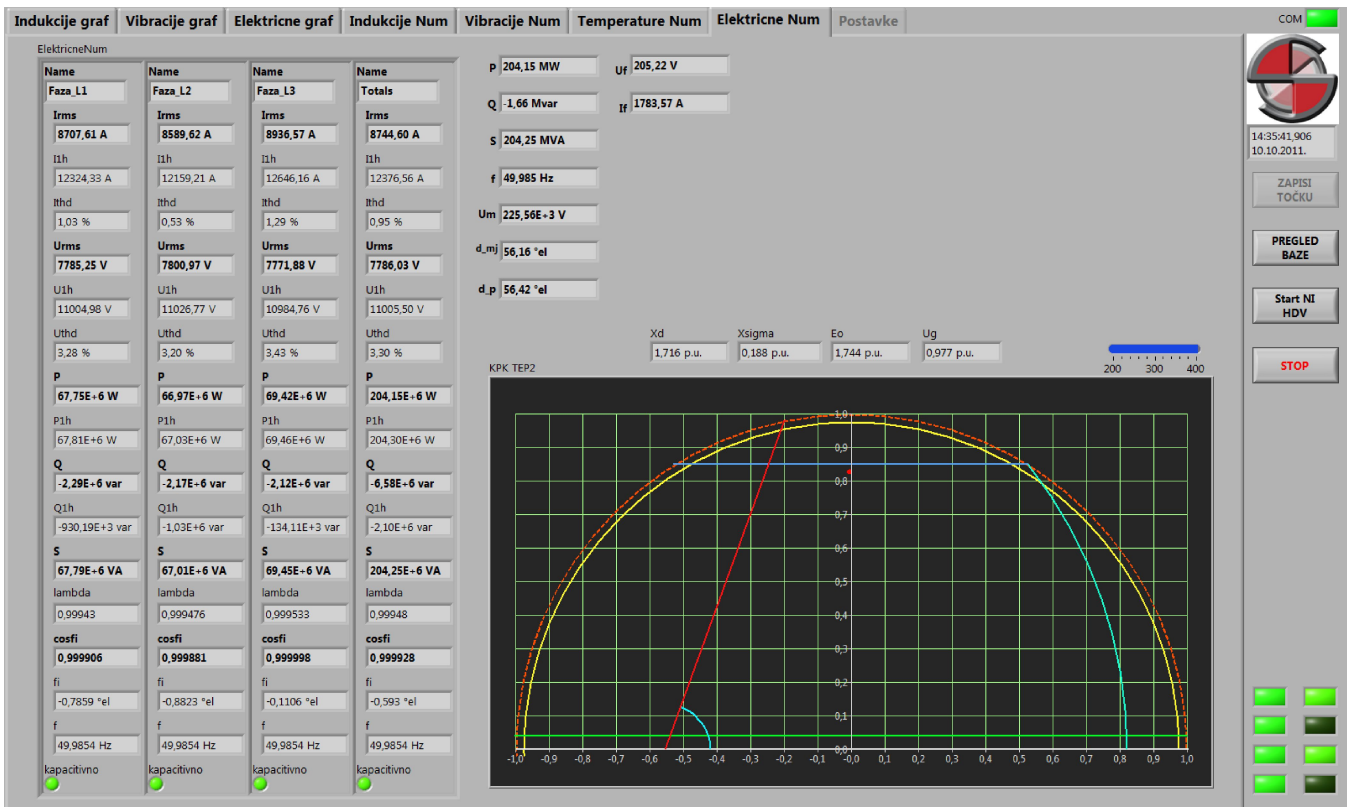 Indukcije graf Vibracije graf Elektricne graf Indukcije Num Vibracije Num Temperature Num Elektricne Num Postavke COM
ElektricneNum
Name Name Name Name
Faza_L1 Faza_L2 Faza_L3 Totals
Irms Irms Irms Irms
8707,61 A 8589,62 A 8936,57 A 8744,60 A
I1h I1h I1h I1h
12324,33 A 12159,21 A 12646,16 A 12376,56 A
Ithd Ithd Ithd Ithd
1,03 % 0,53 % 1,29 % 0,95 %
Urms Urms Urms Urms
7785,25 V 7800,97 V 7771,88 V 7786,03 V
U1h U1h U1h U1h
11004,98 V 11026,77 V 10984,76 V 11005,50 V
Uthd Uthd Uthd Uthd
3,28 % 3,20 % 3,43 % 3,30 %
P P P P
67,75E+6 W 66,97E+6 W 69,42E+6 W 204,15E+6 W
P1h P1h P1h P1h
67,81E+6 W 67,03E+6 W 69,46E+6 W 204,30E+6 W
Q Q Q Q
-2,29E+6 var -2,17E+6 var -2,12E+6 var -6,58E+6 var
Q1h Q1h Q1h Q1h
-930,19E+3 var -1,03E+6 var -134,11E+3 var -2,10E+6 var
S S S S
67,79E+6 VA 67,01E+6 VA 69,45E+6 VA 204,25E+6 VA
lambda lambda lambda lambda
0,99943 0,999476 0,999533 0,99948
cosfi cosfi cosfi cosfi
0,999906 0,999881 0,999998 0,999928
fi fi fi fi
-0,7859 °el -0,8823 °el -0,1106 °el -0,593 °el
f f f f
49,9854 Hz 49,9854 Hz 49,9854 Hz 49,9854 Hz
kapacitivno kapacitivno kapacitivno kapacitivno
P 204,15 MW Uf 205,22 V
Q -1,66 Mvar If 1783,57 A
S 204,25 MVA
f 49,985 Hz
Um 225,56E+3 V
d_mj 56,16 °el
d_p 56,42 °el
Xd Xsigma Eo Ug
1,716 p.u. 0,188 p.u. 1,744 p.u. 0,977 p.u.
200 300 400
KPK TEP2
1,0
0,9
0,8
0,7
0,6
0,5
0,4
0,3
0,2
0,1
0,0
-1,0 -0,9 -0,8 -0,7 -0,6 -0,5 -0,4 -0,3 -0,2 -0,1 -0,0 0,1 0,2 0,3 0,4 0,5 0,6 0,7 0,8 0,9 1,0
14:35:41,906
10.10.2011.
ZAPISI
TOČKU
PREGLED
BAZE
Start NI
HDV
STOP